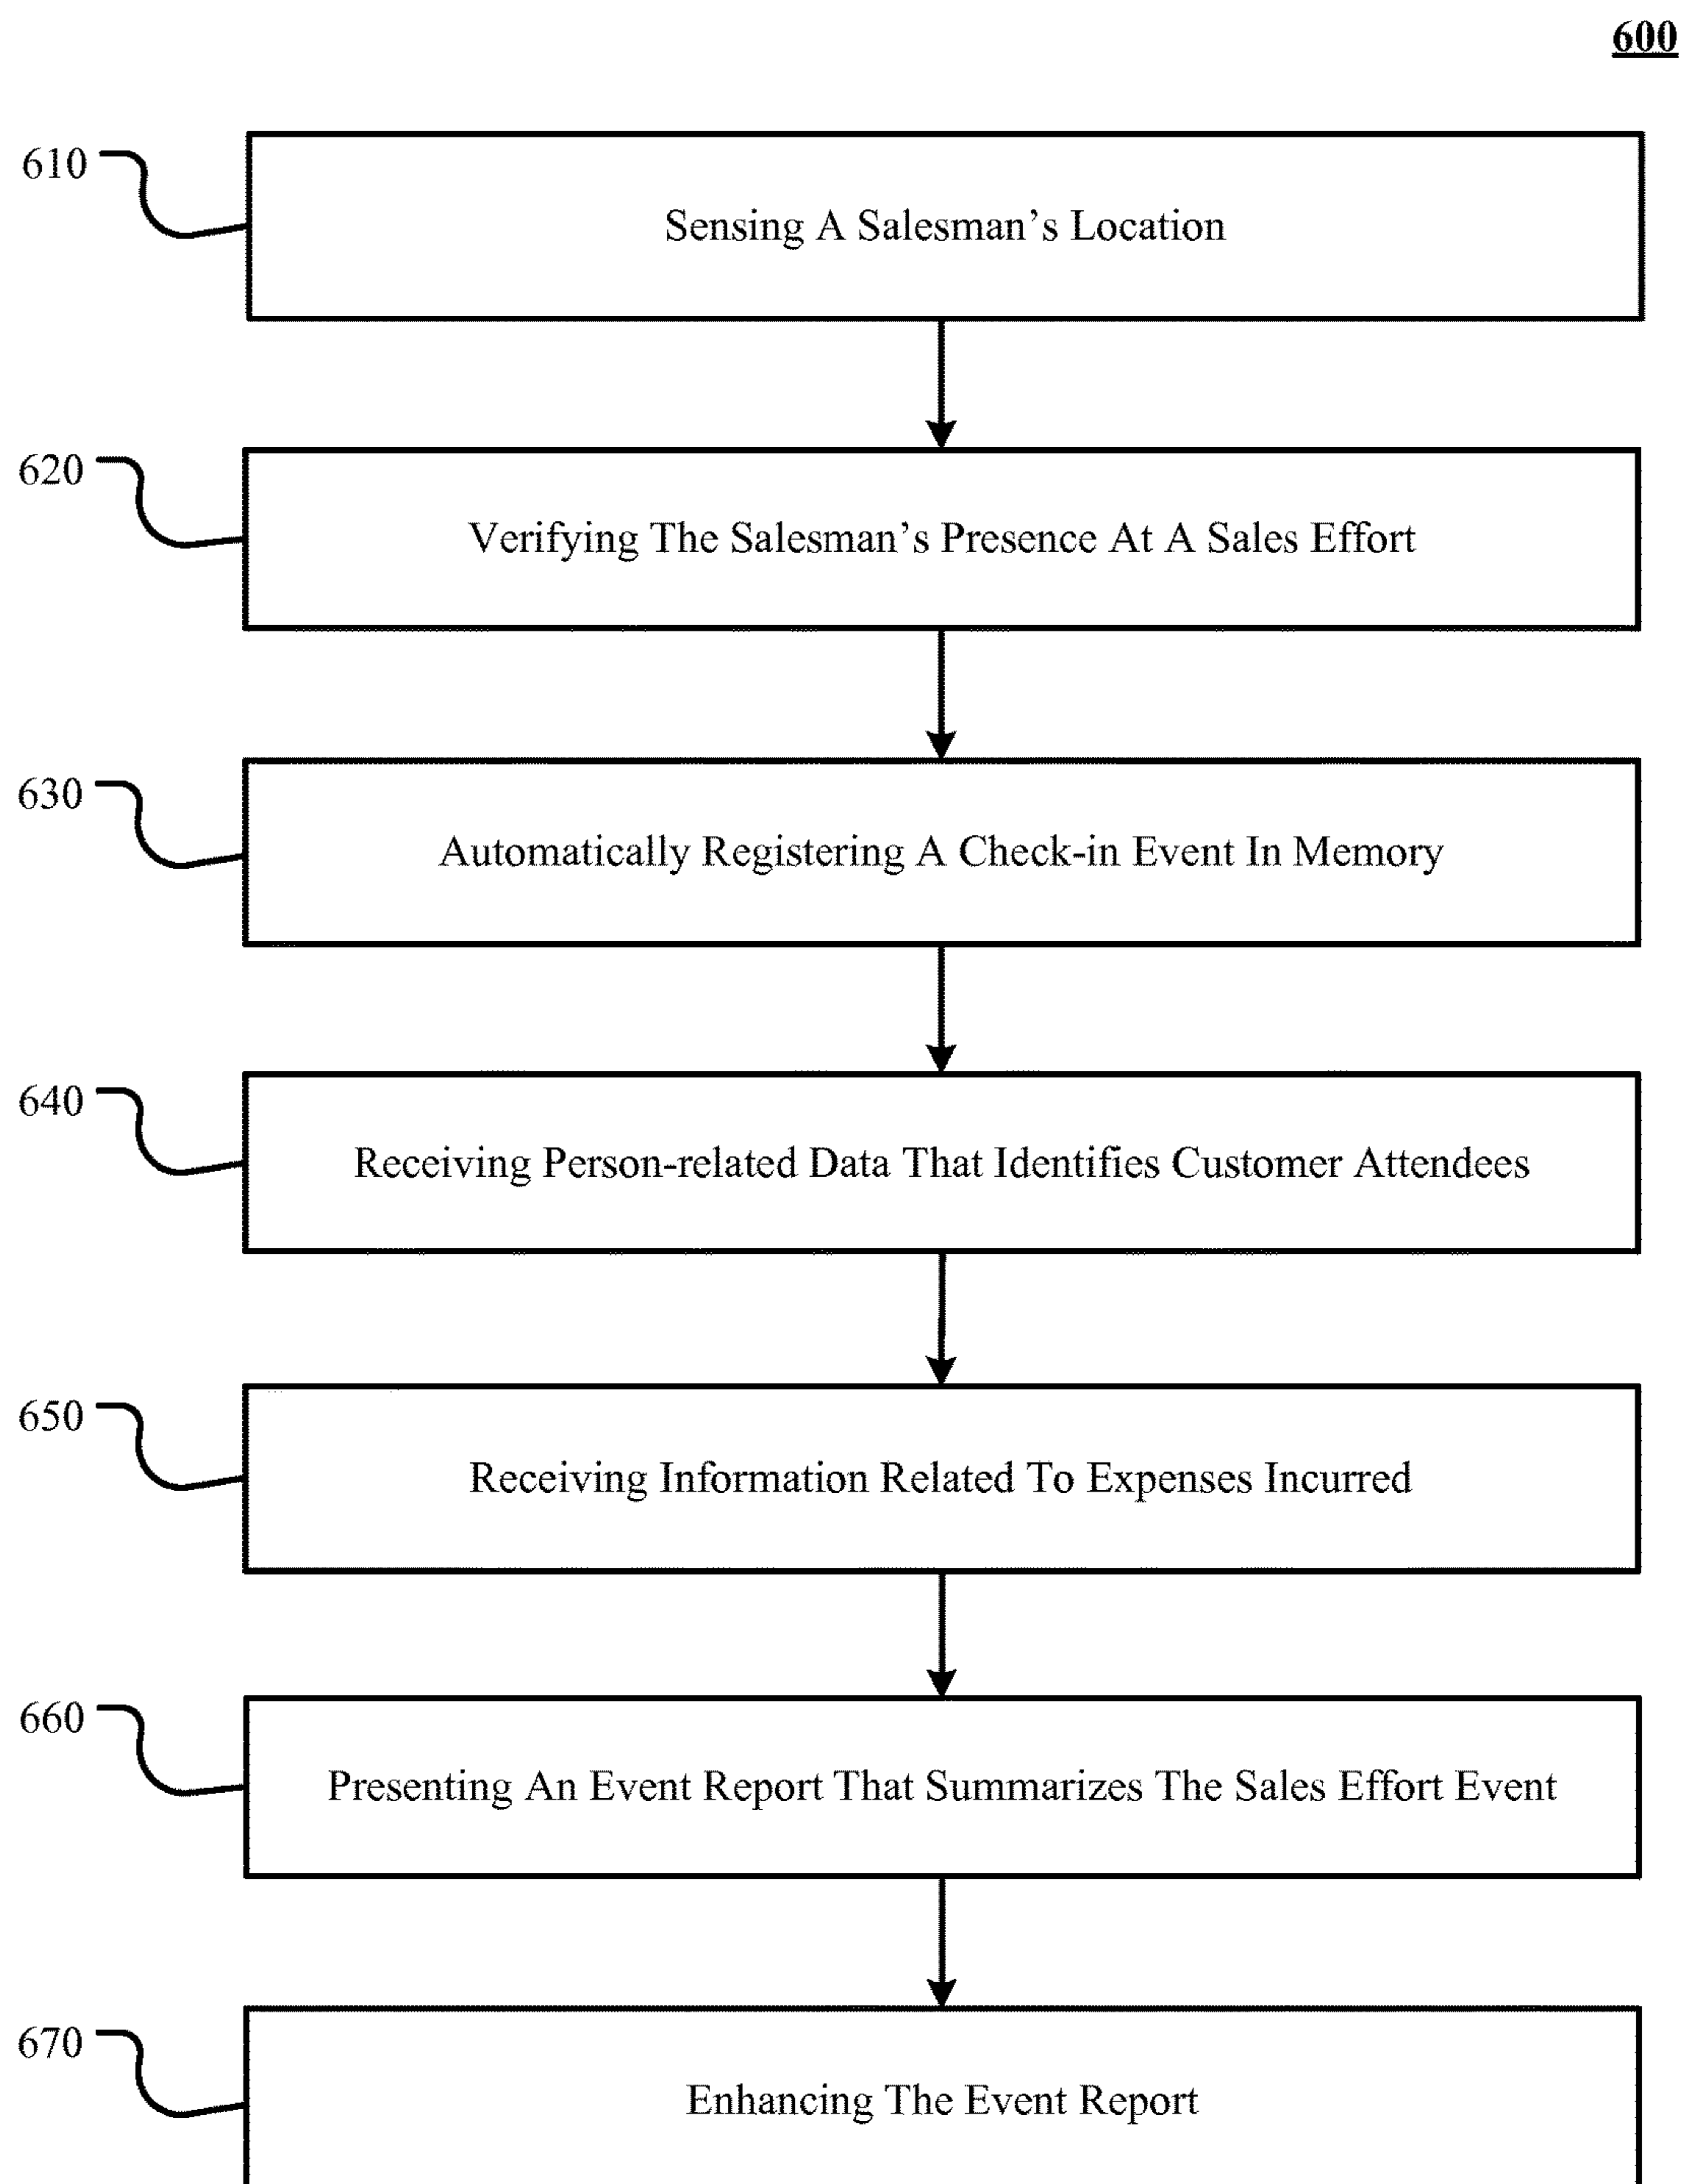 600
610
Sensing A Salesman’s Location
620
Verifying The Salesman’s Presence At A Sales Effort
630
Automatically Registering A Check-in Event In Memory
640
Receiving Person-related Data That Identifies Customer Attendees
650
Receiving Information Related To Expenses Incurred
660
Presenting An Event Report That Summarizes The Sales Effort Event
670
Enhancing The Event Report